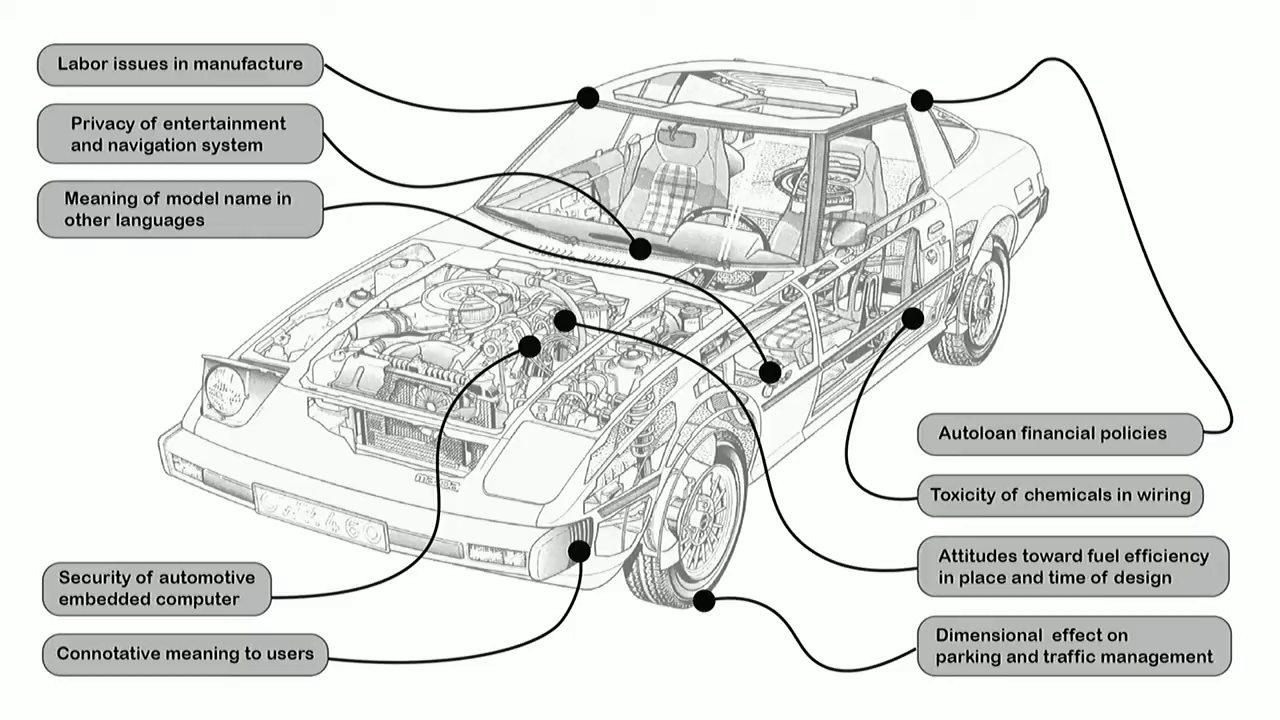 Labor issues in manufacture
Privacy of entertainment
and navigation system
Meaning of model name in
other languages
Autoloan financial policies
Toxicity of chemicals in wiring
Attitudes toward fuel efficiency
in place and time of design
Dimensional effect on
parking and traffic management
Security of automotive
embedded computer
Connotative meaning to users
mazda